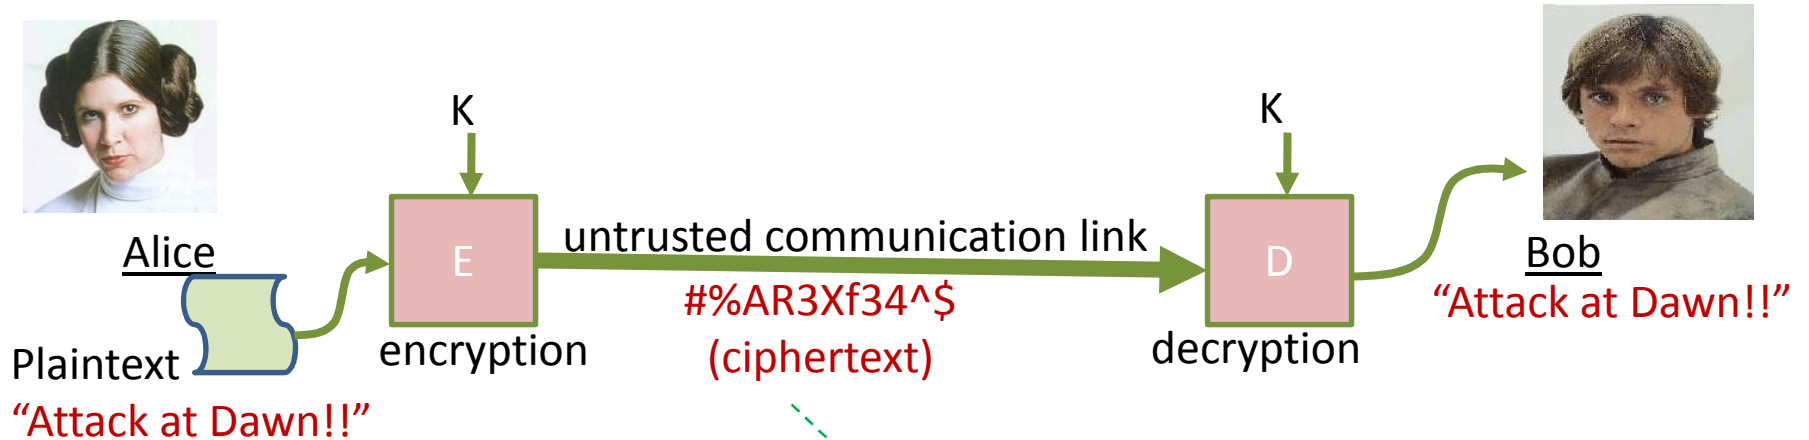 K
K
Alice
E
untrusted communication link
D
Bob
#%AR3Xf34^$
“Attack at Dawn!!”
Plaintext
encryption
(ciphertext)
decryption
“Attack at Dawn!!”